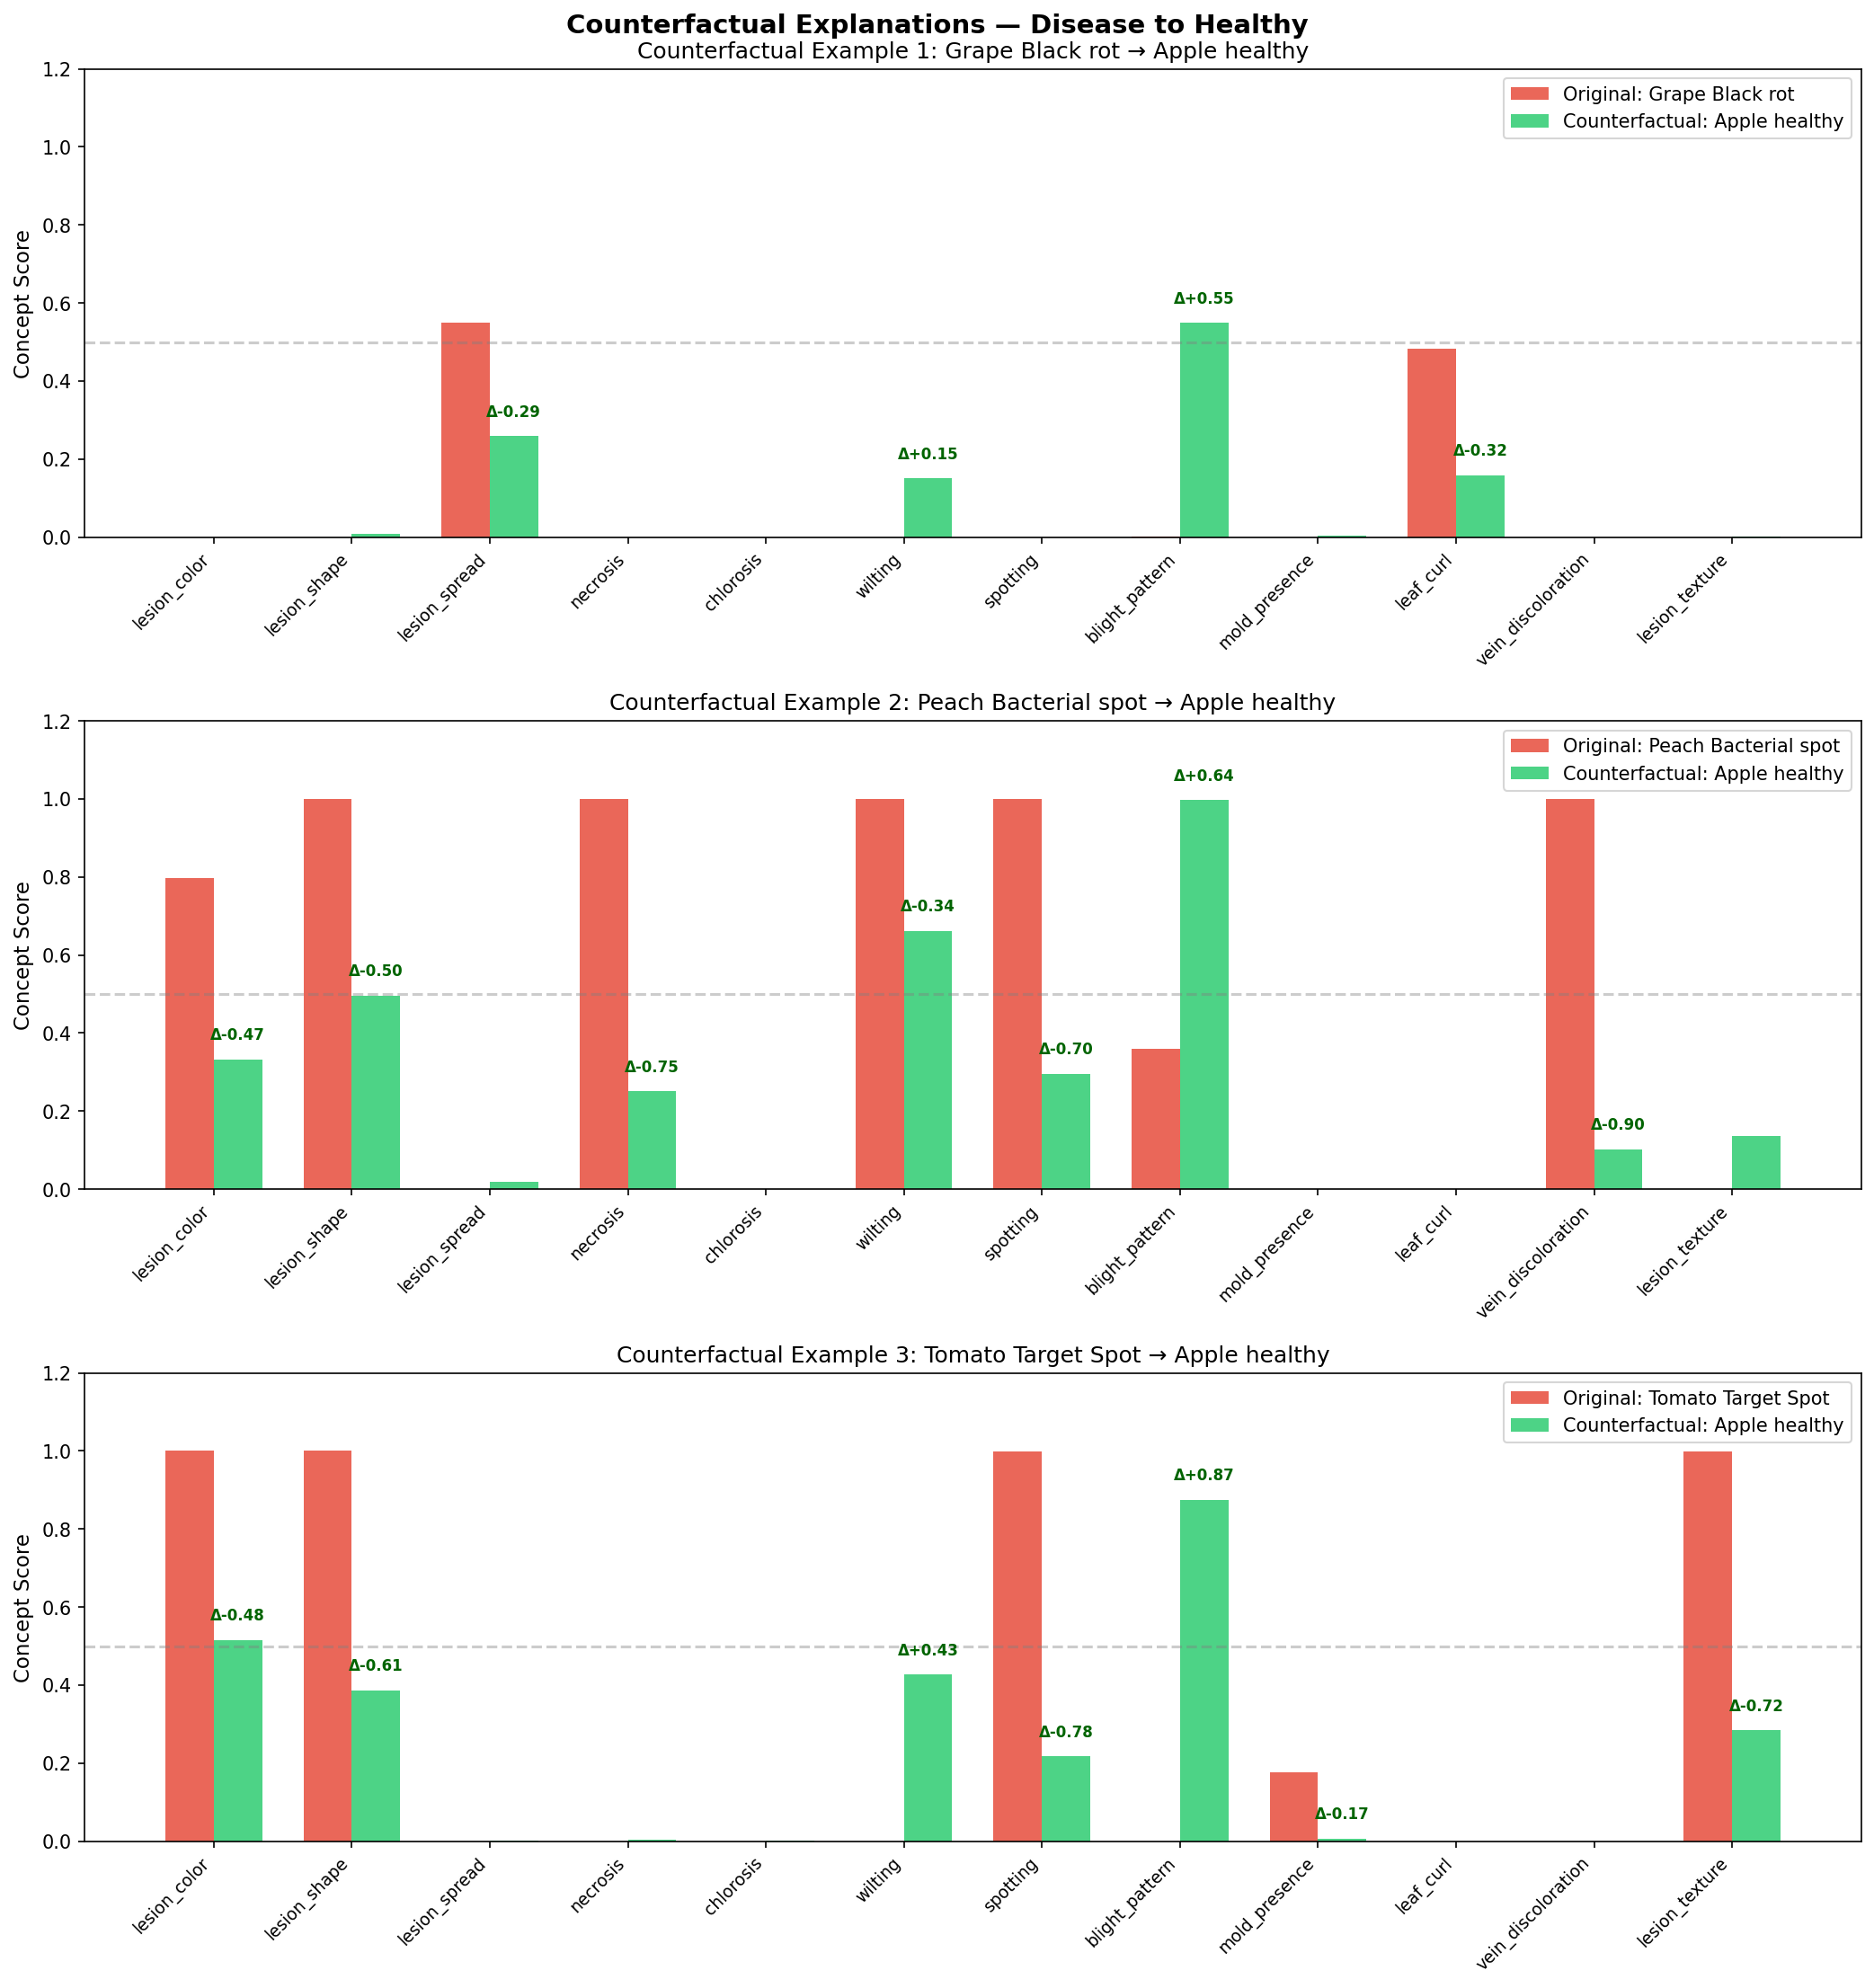 Counterfactual Explanations — Disease to Healthy
Counterfactual Example 1: Grape Black rot → Apple healthy
Original: Grape Black rot
Counterfactual: Apple healthy
Concept Score
1.2
1.0
0.8
0.6
0.4
0.2
0.0
Δ-0.29
Δ+0.15
Δ+0.55
Δ-0.32
lesion_color
lesion_shape
lesion_spread
necrosis
chlorosis
wilting
spotting
blight_pattern
mold_presence
leaf_curl
vein_discoloration
lesion_texture
Counterfactual Example 2: Peach Bacterial spot → Apple healthy
Original: Peach Bacterial spot
Counterfactual: Apple healthy
Concept Score
1.2
1.0
0.8
0.6
0.4
0.2
0.0
Δ-0.47
Δ-0.50
Δ-0.75
Δ-0.34
Δ-0.70
Δ+0.64
Δ-0.90
lesion_color
lesion_shape
lesion_spread
necrosis
chlorosis
wilting
spotting
blight_pattern
mold_presence
leaf_curl
vein_discoloration
lesion_texture
Counterfactual Example 3: Tomato Target Spot → Apple healthy
Original: Tomato Target Spot
Counterfactual: Apple healthy
Concept Score
1.2
1.0
0.8
0.6
0.4
0.2
0.0
Δ-0.48
Δ-0.61
Δ+0.43
Δ-0.78
Δ+0.87
Δ-0.17
Δ-0.72
lesion_color
lesion_shape
lesion_spread
necrosis
chlorosis
wilting
spotting
blight_pattern
mold_presence
leaf_curl
vein_discoloration
lesion_texture